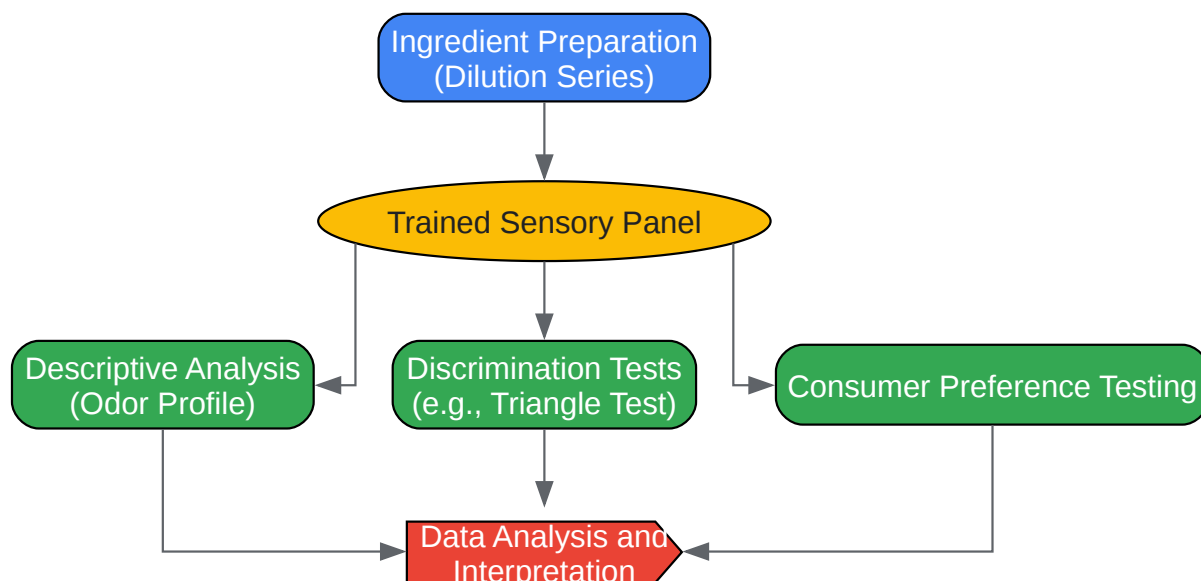 Ingredient Preparation
(Dilution Series)
Trained Sensory Panel
Descriptive Analysis
(Odor Profile)
Discrimination Tests
(e.g., Triangle Test)
Consumer Preference Testing
Data Analysis and
Interpretation